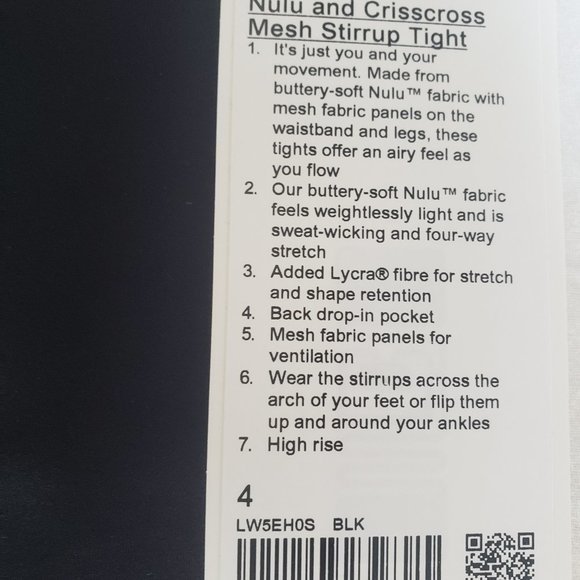 Nulu and Crisscross
Mesh Stirrup Tight
1. It's just you and your
movement. Made from
buttery-soft Nulu™ fabric with
mesh fabric panels on the
waistband and legs, these
tights offer an airy feel as
you flow
2. Our buttery-soft Nulu™ fabric
feels weightlessly light and is
sweat-wicking and four-way
stretch
3. Added Lycra® fibre for stretch
and shape retention
4. Back drop-in pocket
5. Mesh fabric panels for
ventilation
6. Wear the stirrups across the
arch of your feet or flip them
up and around your ankles
7. High rise
4
LW5EH0S BLK